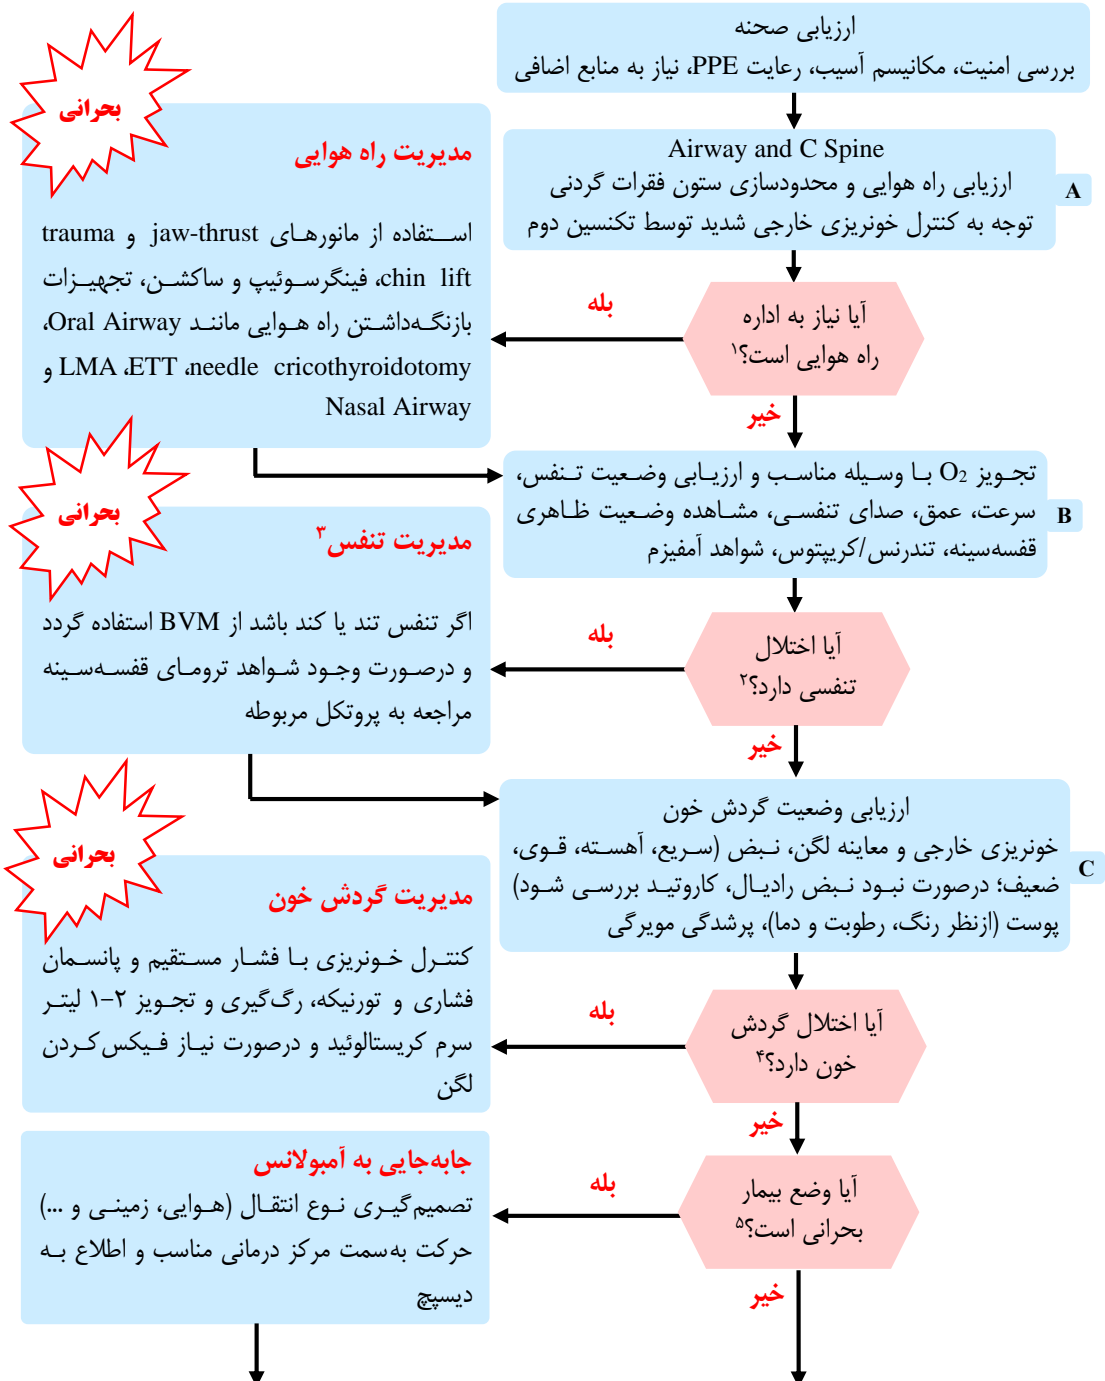 ارزیابی صحنه
بررسی امنیت، مکانیسم آسیب، رعایت PPE، نیاز به منابع اضافی
Airway and C Spine
ارزیابی راه هوایی و محدودسازی ستون فقرات گردنی
توجه به کنترل خونریزی خارجی شدید توسط تکنسین دوم
A
آیا نیاز به اداره
راه هوایی است؟۱
بله
خیر
بحرانی
مدیریت راه هوایی
استفاده از مانورهای jaw-thrust و trauma
chin lift، فینگرسوئیپ و ساکشن، تجهیزات
بازنگه‌داشتن راه هوایی مانند Oral Airway،
needle cricothyroidotomy، ETT، LMA و
Nasal Airway
تجویز O2 با وسیله مناسب و ارزیابی وضعیت تنفس،
سرعت، عمق، صدای تنفسی، مشاهده وضعیت ظاهری
قفسه‌سینه، تندرنس/کریپتوس، شواهد آمفیزم
B
آیا اختلال
تنفسی دارد؟۲
بله
خیر
بحرانی
مدیریت تنفس۳
اگر تنفس تند یا کند باشد از BVM استفاده گردد
و درصورت وجود شواهد ترومای قفسه‌سینه
مراجعه به پروتکل مربوطه
ارزیابی وضعیت گردش خون
خونریزی خارجی و معاینه لگن، نبض (سریع، آهسته، قوی،
ضعیف؛ درصورت نبود نبض رادیال، کاروتید بررسی شود)
پوست (ازنظر رنگ، رطوبت و دما)، پرشدگی مویرگی
C
آیا اختلال گردش
خون دارد؟۴
بله
خیر
بحرانی
مدیریت گردش خون
کنترل خونریزی با فشار مستقیم و پانسمان
فشاری و تورنیکه، رگ‌گیری و تجویز ۲–۱ لیتر
سرم کریستالوئید و درصورت نیاز فیکس‌کردن
لگن
آیا وضع بیمار
بحرانی است؟۵
بله
خیر
جابه‌جایی به آمبولانس
تصمیم‌گیری نوع انتقال (هوایی، زمینی و ...)
حرکت به‌سمت مرکز درمانی مناسب و اطلاع به
دیسپچ